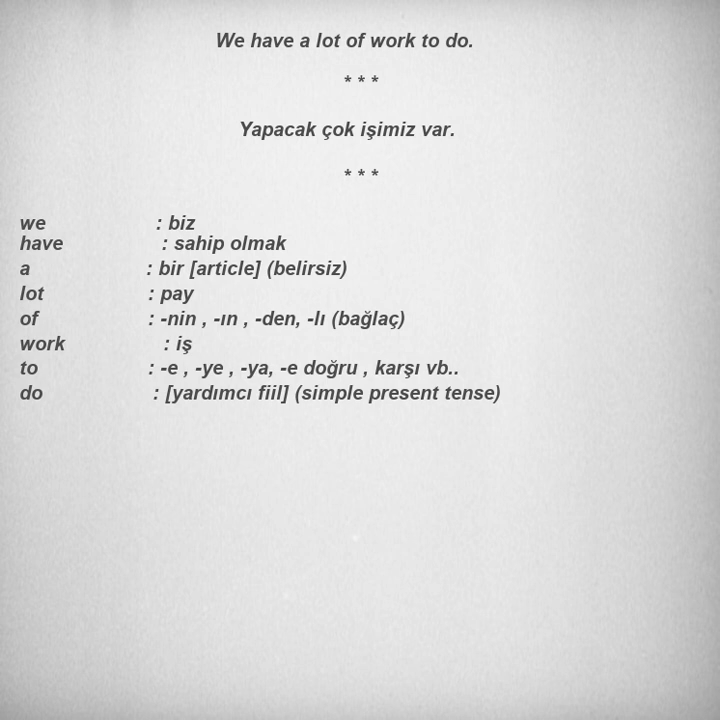 We have a lot of work to do.
* * *
Yapacak çok işimiz var.
* * *
we : biz
have : sahip olmak
a : bir [article] (belirsiz)
lot : pay
of : -nin , -ın , -den, -lı (bağlaç)
work : iş
to : -e , -ye , -ya, -e doğru , karşı vb..
do : [yardımcı fiil] (simple present tense)